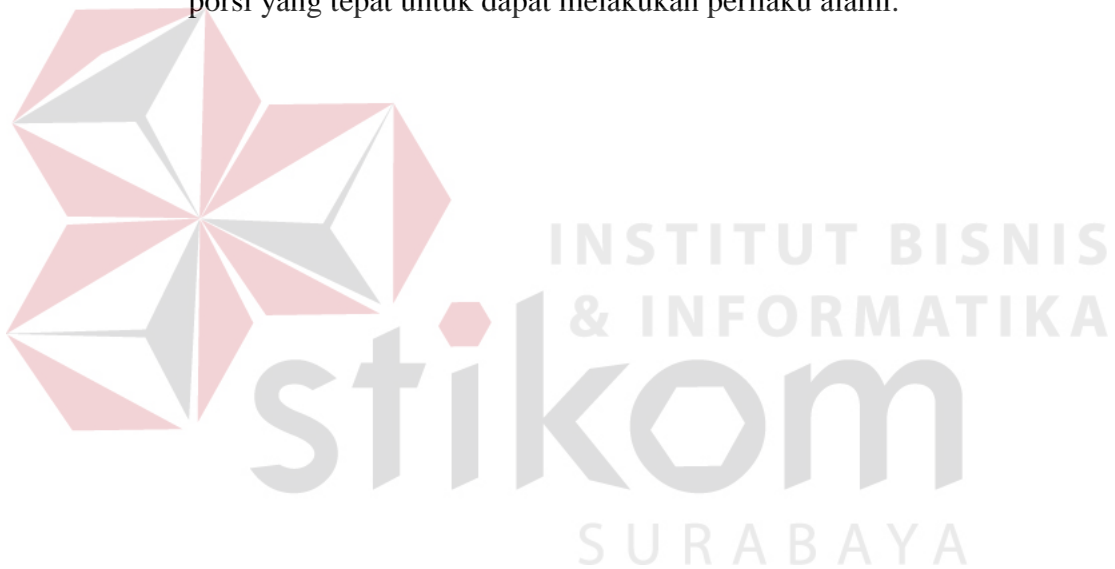 porsi yang tepat untuk dapat melakukan perilaku alami.
INSTITUT BISNIS
& INFORMATIKA
stikom
SURABAYA